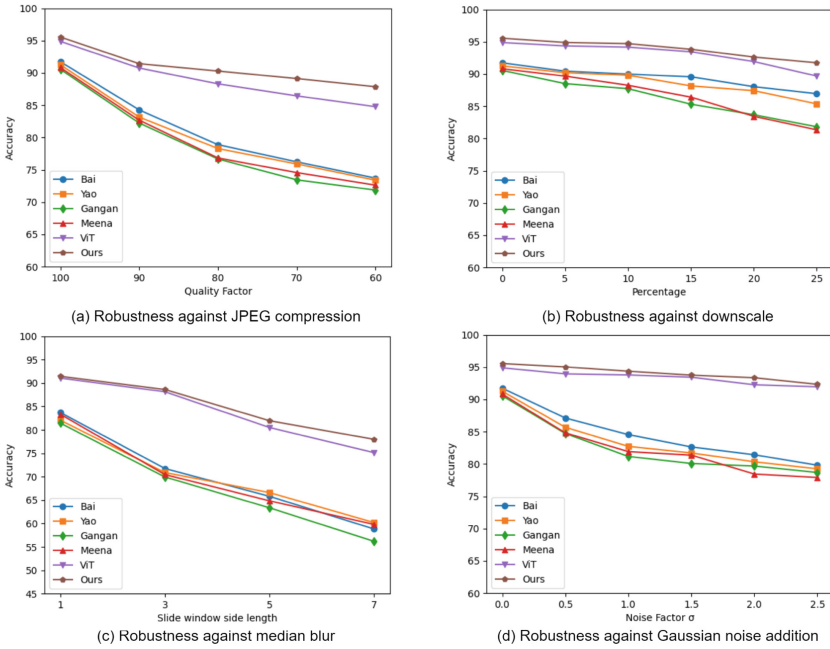 100
95
90
85
80
75
70
65
60
Accuracy
Bai
Yao
Gangan
Meena
ViT
Ours
100 90 80 70 60
Quality Factor
(a) Robustness against JPEG compression
100
95
90
85
80
75
70
65
60
Accuracy
Bai
Yao
Gangan
Meena
ViT
Ours
0 5 10 15 20 25
Percentage
(b) Robustness against downscale
100
95
90
85
80
75
70
65
60
55
50
45
Accuracy
Bai
Yao
Gangan
Meena
ViT
Ours
1 3 5 7
Slide window side length
(c) Robustness against median blur
100
95
90
85
80
75
70
65
60
Accuracy
Bai
Yao
Gangan
Meena
ViT
Ours
0.0 0.5 1.0 1.5 2.0 2.5
Noise Factor σ
(d) Robustness against Gaussian noise addition